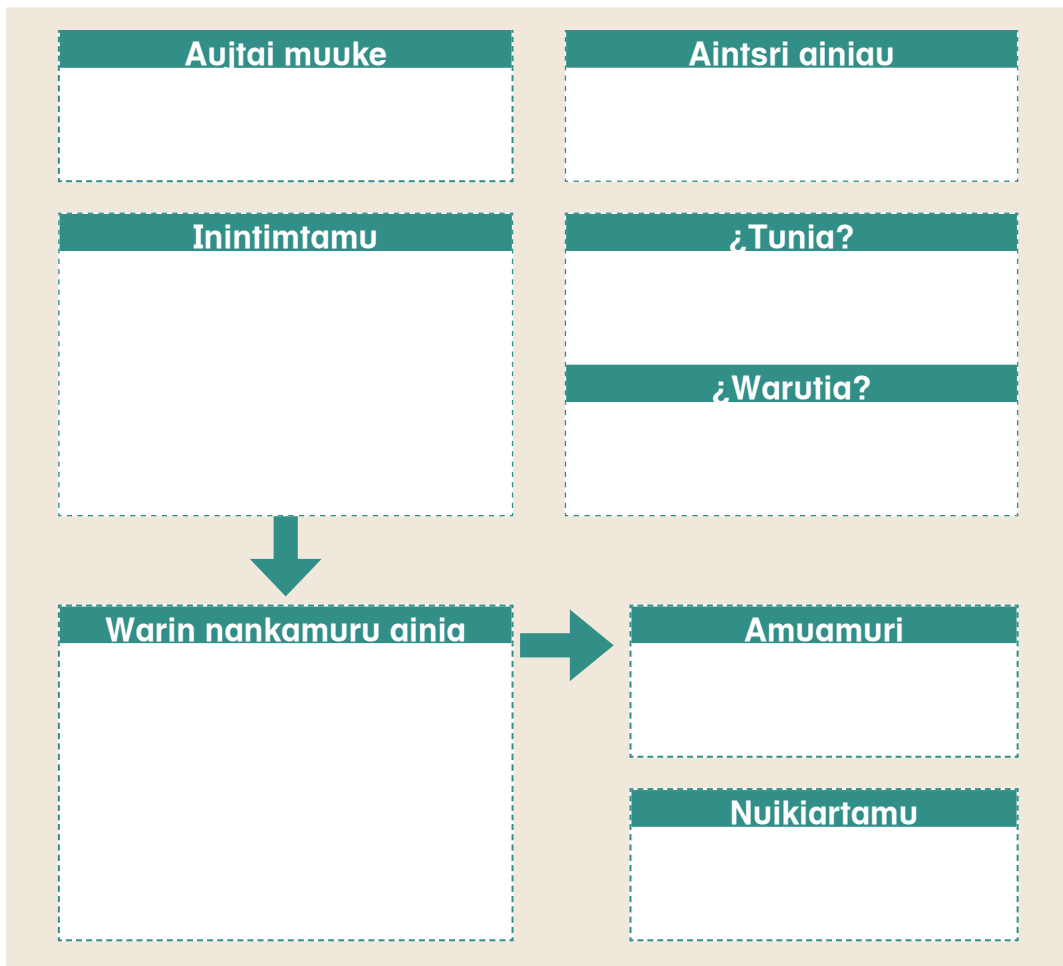 Aujtai muuke
Aintsri ainiau
Inintimtamu
¿Tunia?
¿Warutia?
Warin nankamuru ainia
Amuamuri
Nuikiartamu